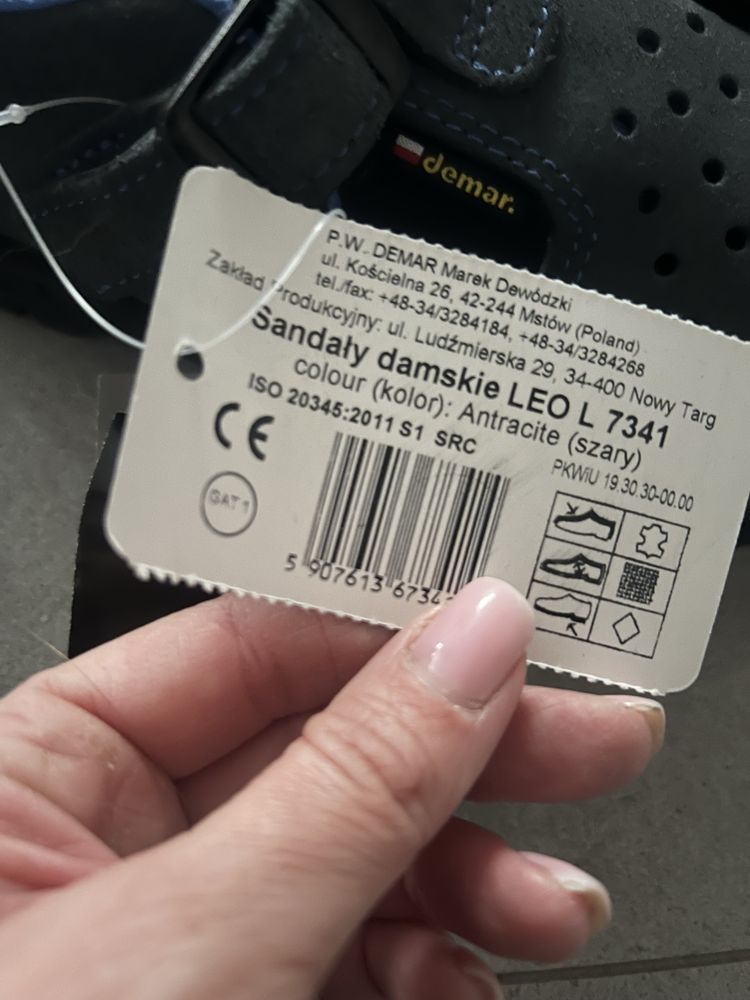 demar.
P.W. DEMAR Marek Dewódzki
ul. Kościelna 26, 42-244 Mstów (Poland)
tel./fax: +48-34/3284184, +48-34/3284268
Zakład Produkcyjny: ul. Ludźmierska 29, 34-400 Nowy Targ
Sandały damskie LEO L 7341
colour (kolor): Antracite (szary)
ISO 20345:2011 S1 SRC
PKWiU 19.30.30-00.00
CE
GAT 1
5 907613 6734